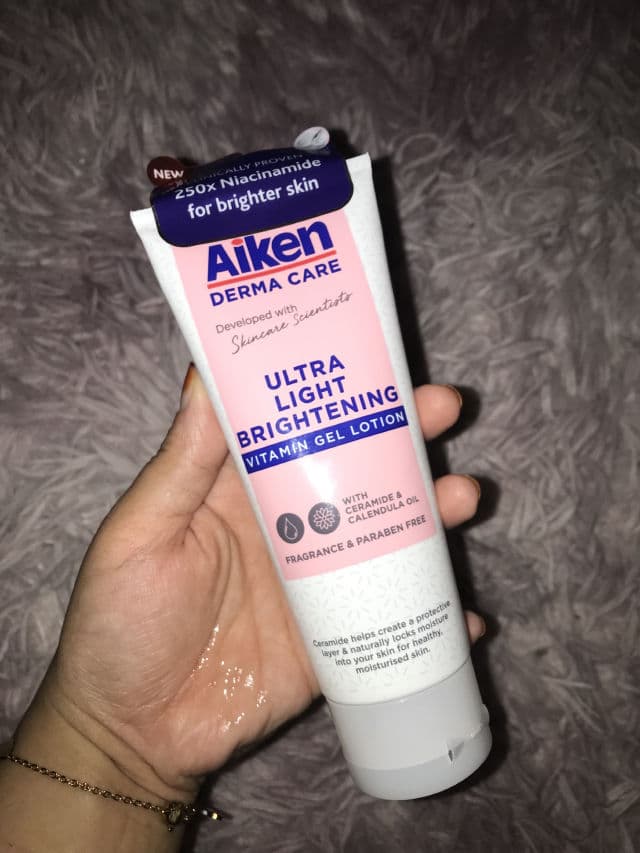 NEW
CLINICALLY PROVEN
250x Niacinamide
for brighter skin
Aiken
DERMA CARE
Developed with
Skincare Scientists
ULTRA
LIGHT
BRIGHTENING
VITAMIN GEL LOTION
WITH
CERAMIDE &
CALENDULA OIL
FRAGRANCE & PARABEN FREE
Ceramide helps create a protective
layer & naturally locks moisture
into your skin for healthy,
moisturised skin.